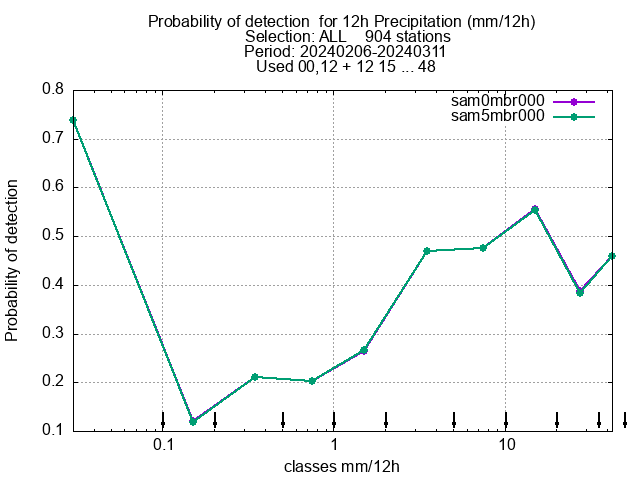 Probability of detection  for 12h Precipitation (mm/12h)
Selection: ALL    904 stations
Period: 20240206-20240311
Used 00,12 + 12 15 ... 48
sam0mbr000
sam5mbr000
0.8
0.7
0.6
0.5
0.4
0.3
0.2
0.1
Probability of detection
0.1 1 10
classes mm/12h